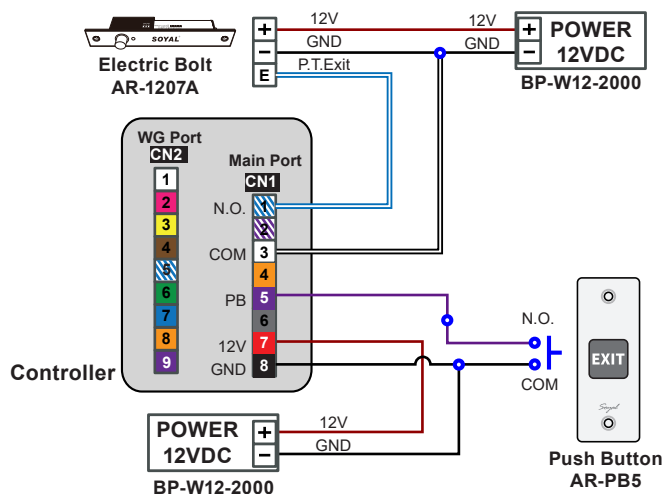 SOYAL
Electric Bolt
AR-1207A
+
−
E
12V
GND
P.T.Exit
12V
GND
+
−
POWER
12VDC
BP-W12-2000
WG Port
CN2
1
2
3
4
5
6
7
8
9
Main Port
CN1
N.O.
1
2
COM
3
4
PB
5
6
12V
7
GND
8
Controller
N.O.
COM
EXIT
Soyal
Push Button
AR-PB5
POWER
12VDC
+
−
12V
GND
BP-W12-2000